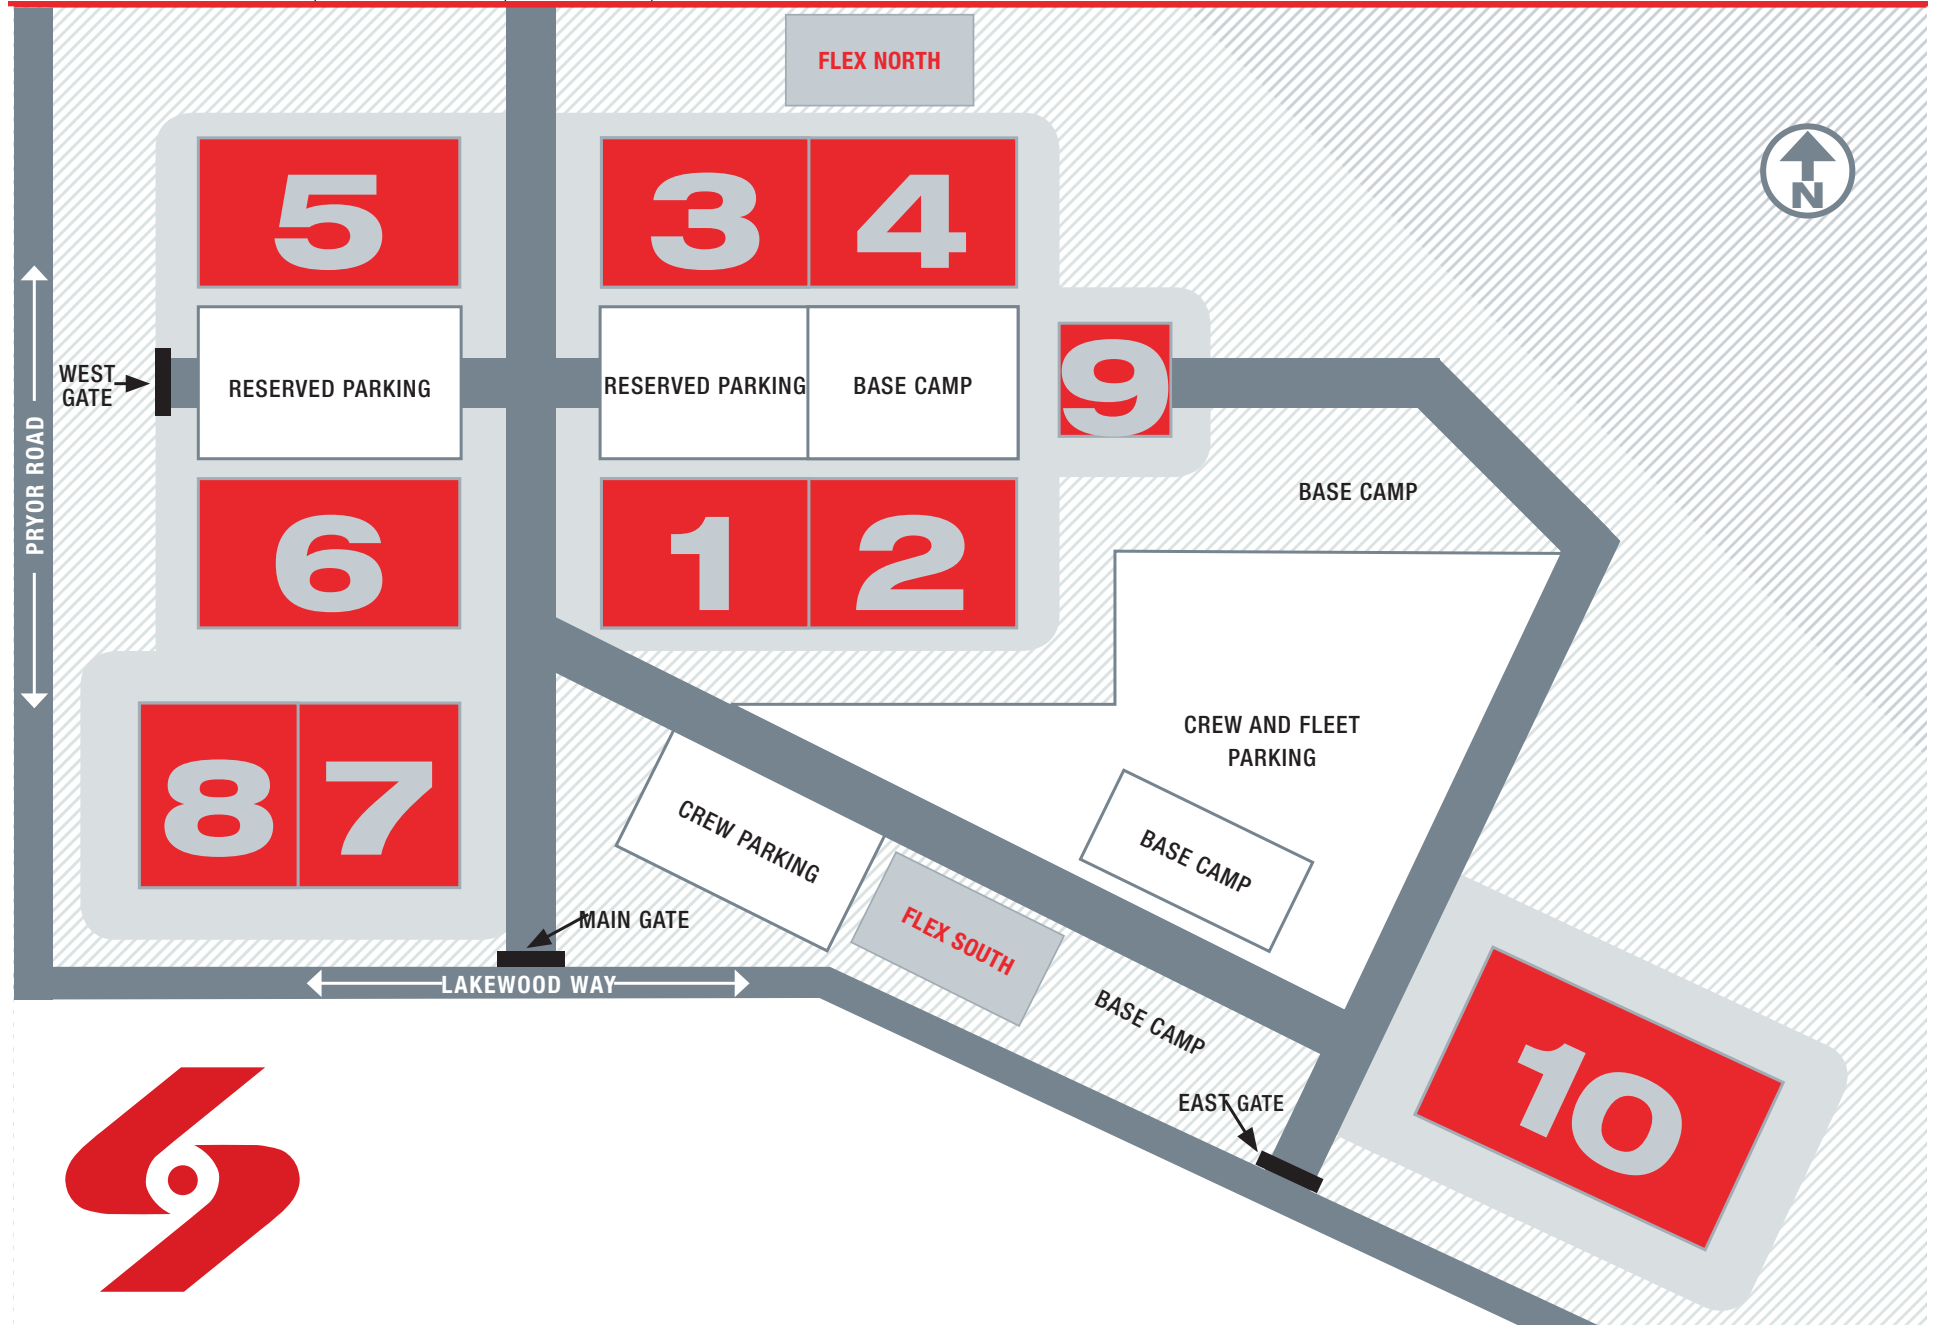 FLEX NORTH
5
3
4
N
WEST
GATE
RESERVED PARKING
RESERVED PARKING
BASE CAMP
9
PRYOR ROAD
BASE CAMP
6
1
2
CREW AND FLEET
PARKING
8
7
CREW PARKING
BASE CAMP
MAIN GATE
FLEX SOUTH
LAKEWOOD WAY
BASE CAMP
EAST GATE
10